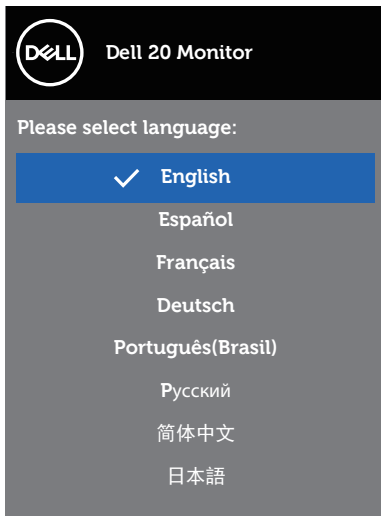 DELL
Dell 20 Monitor
Please select language:
English
Español
Français
Deutsch
Português(Brasil)
Русский
简体中文
日本語